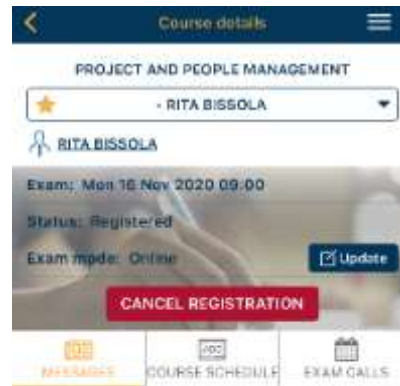 Course details
PROJECT AND PEOPLE MANAGEMENT
- RITA BISSOLA
RITA BISSOLA
Exam: Mon 16 Nov 2020 09.00
Status: Registered
Exam mode: Online
Update
CANCEL REGISTRATION
MESSAGES
COURSE SCHEDULE
EXAM CALLS